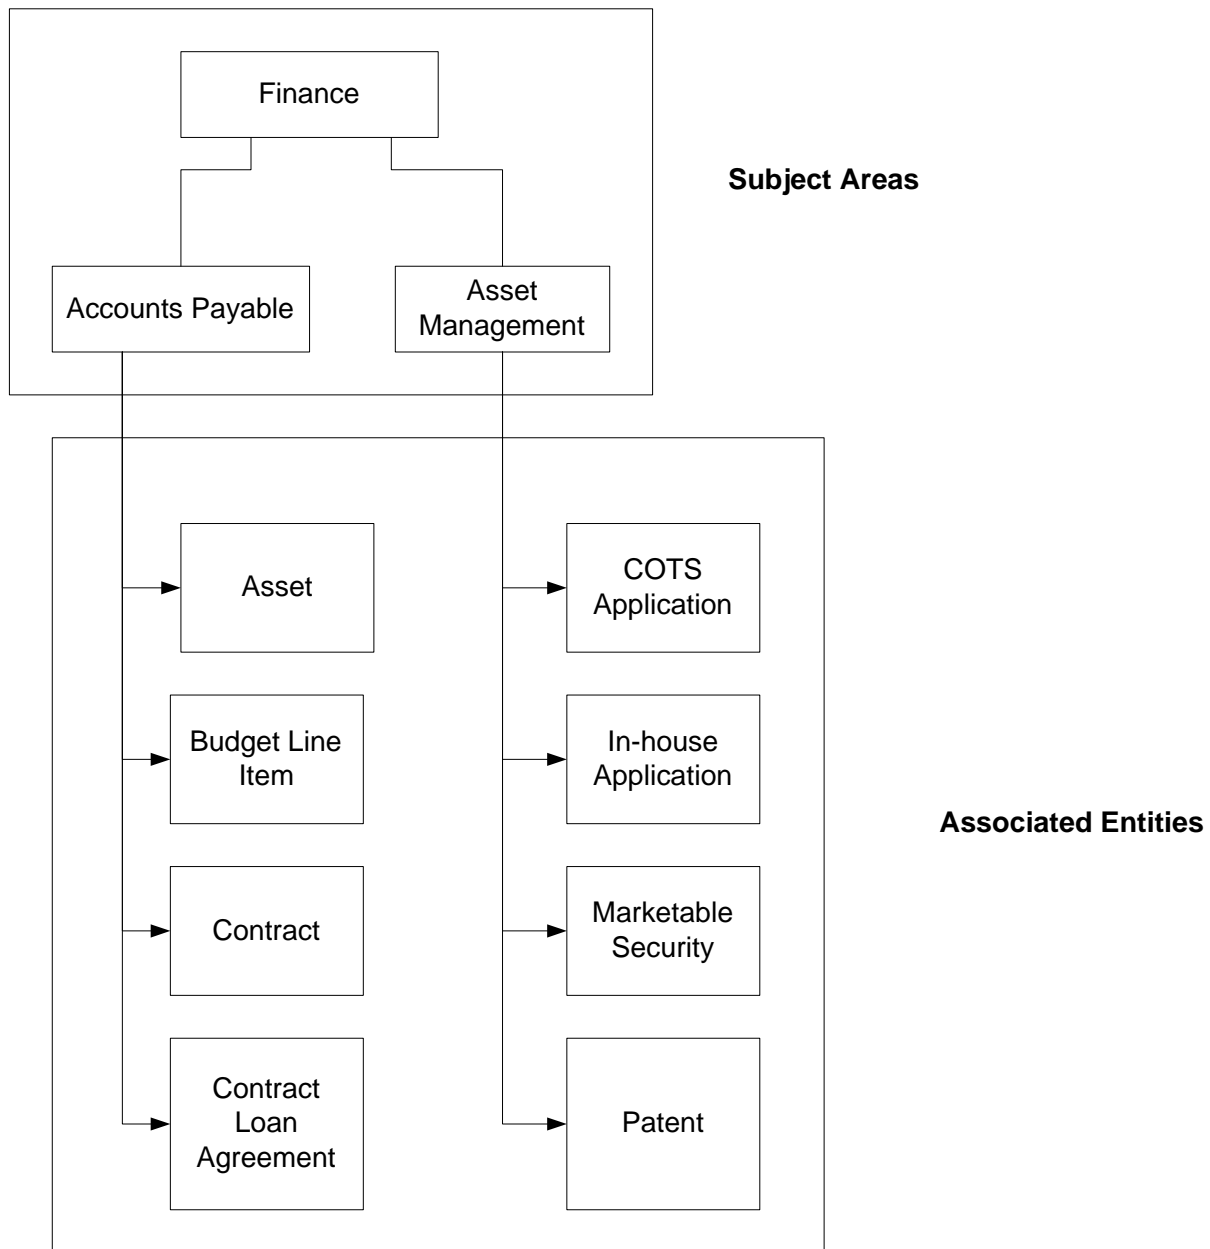 Finance
Subject Areas
Accounts Payable
Asset
Management
Asset
COTS
Application
Budget Line
Item
In-house
Application
Associated Entities
Contract
Marketable
Security
Contract
Loan
Agreement
Patent